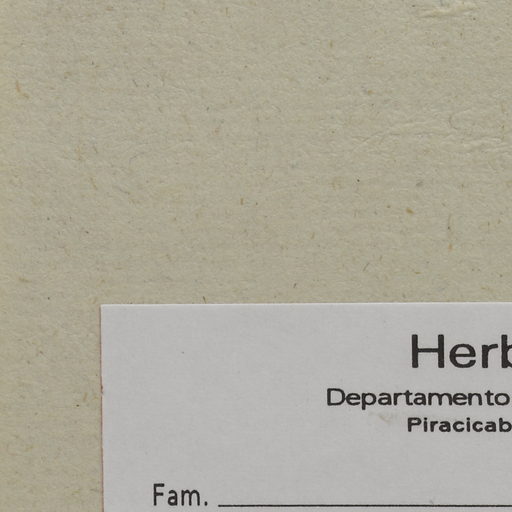 Herb
Departamento
Piracicab
Fam.